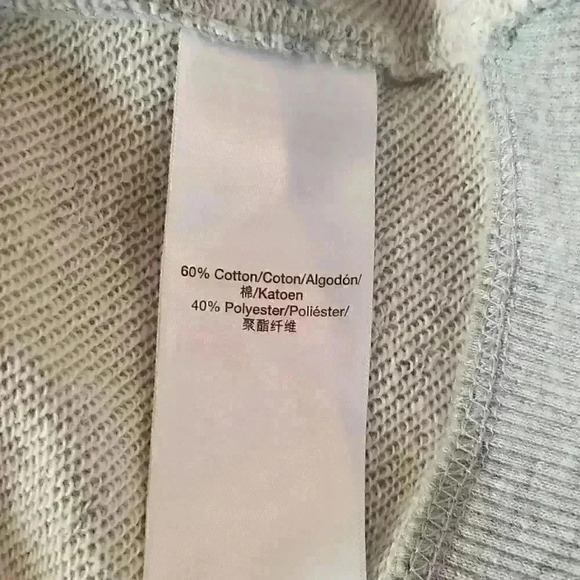 60% Cotton/Coton/Algodón/
棉/Katoen
40% Polyester/Poliéster/
聚酯纤维